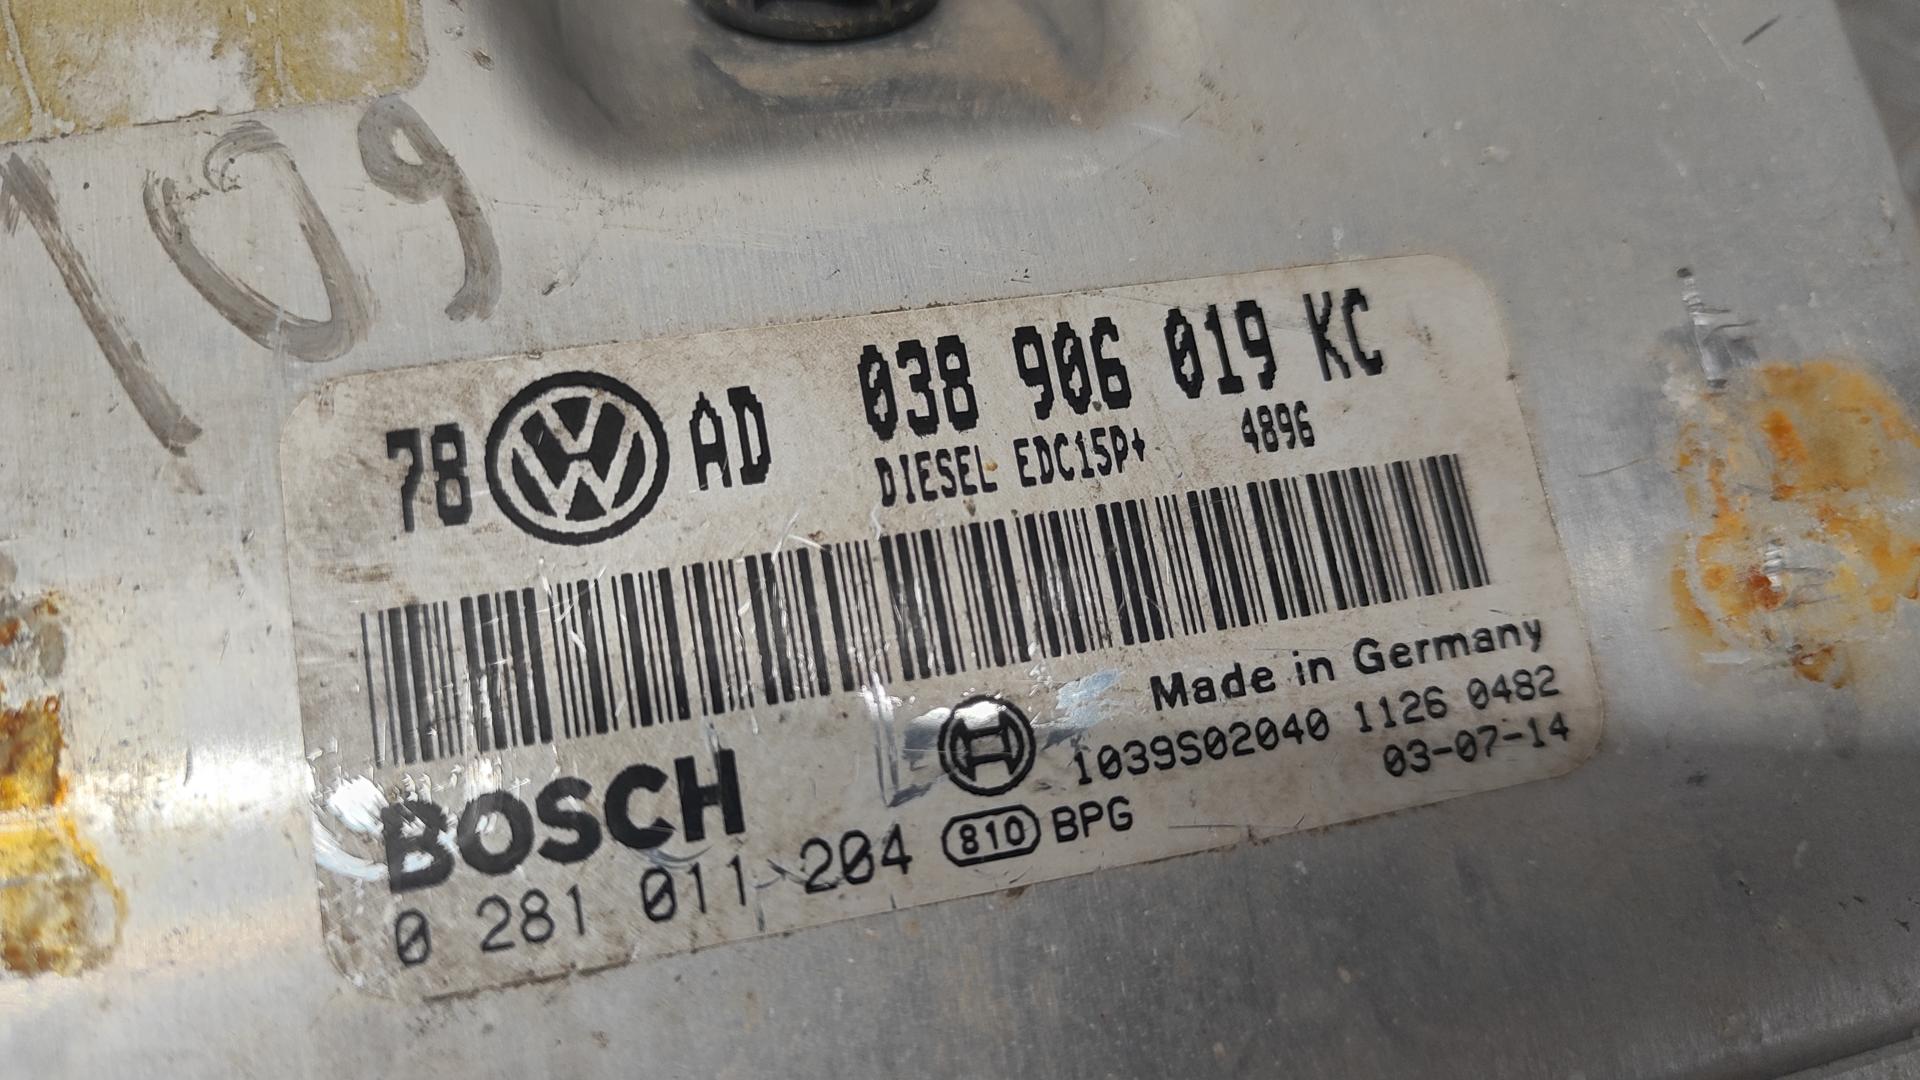 109
78 AD 038 906 019 KC
DIESEL EDC15P+ 4896
Made in Germany
BOSCH 1039S02040 1126 0482
03-07-14
0 281 011 204 810 BPG